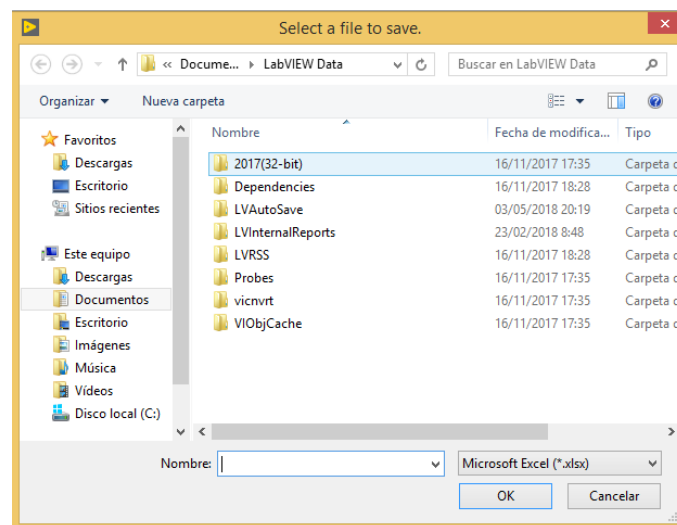 Select a file to save.
« Docume... LabVIEW Data Buscar en LabVIEW Data
Organizar Nueva carpeta
Favoritos
Descargas
Escritorio
Sitios recientes
Este equipo
Descargas
Documentos
Escritorio
Imágenes
Música
Vídeos
Disco local (C:)
Nombre Fecha de modifica... Tipo
2017(32-bit) 16/11/2017 17:35 Carpeta d
Dependencies 16/11/2017 18:28 Carpeta d
LVAutoSave 03/05/2018 20:19 Carpeta d
LVInternalReports 23/02/2018 8:48 Carpeta d
LVRSS 16/11/2017 18:28 Carpeta d
Probes 16/11/2017 17:35 Carpeta d
vicnvrt 16/11/2017 17:35 Carpeta d
VIObjCache 16/11/2017 17:35 Carpeta d
Nombre: Microsoft Excel (*.xlsx)
OK Cancelar